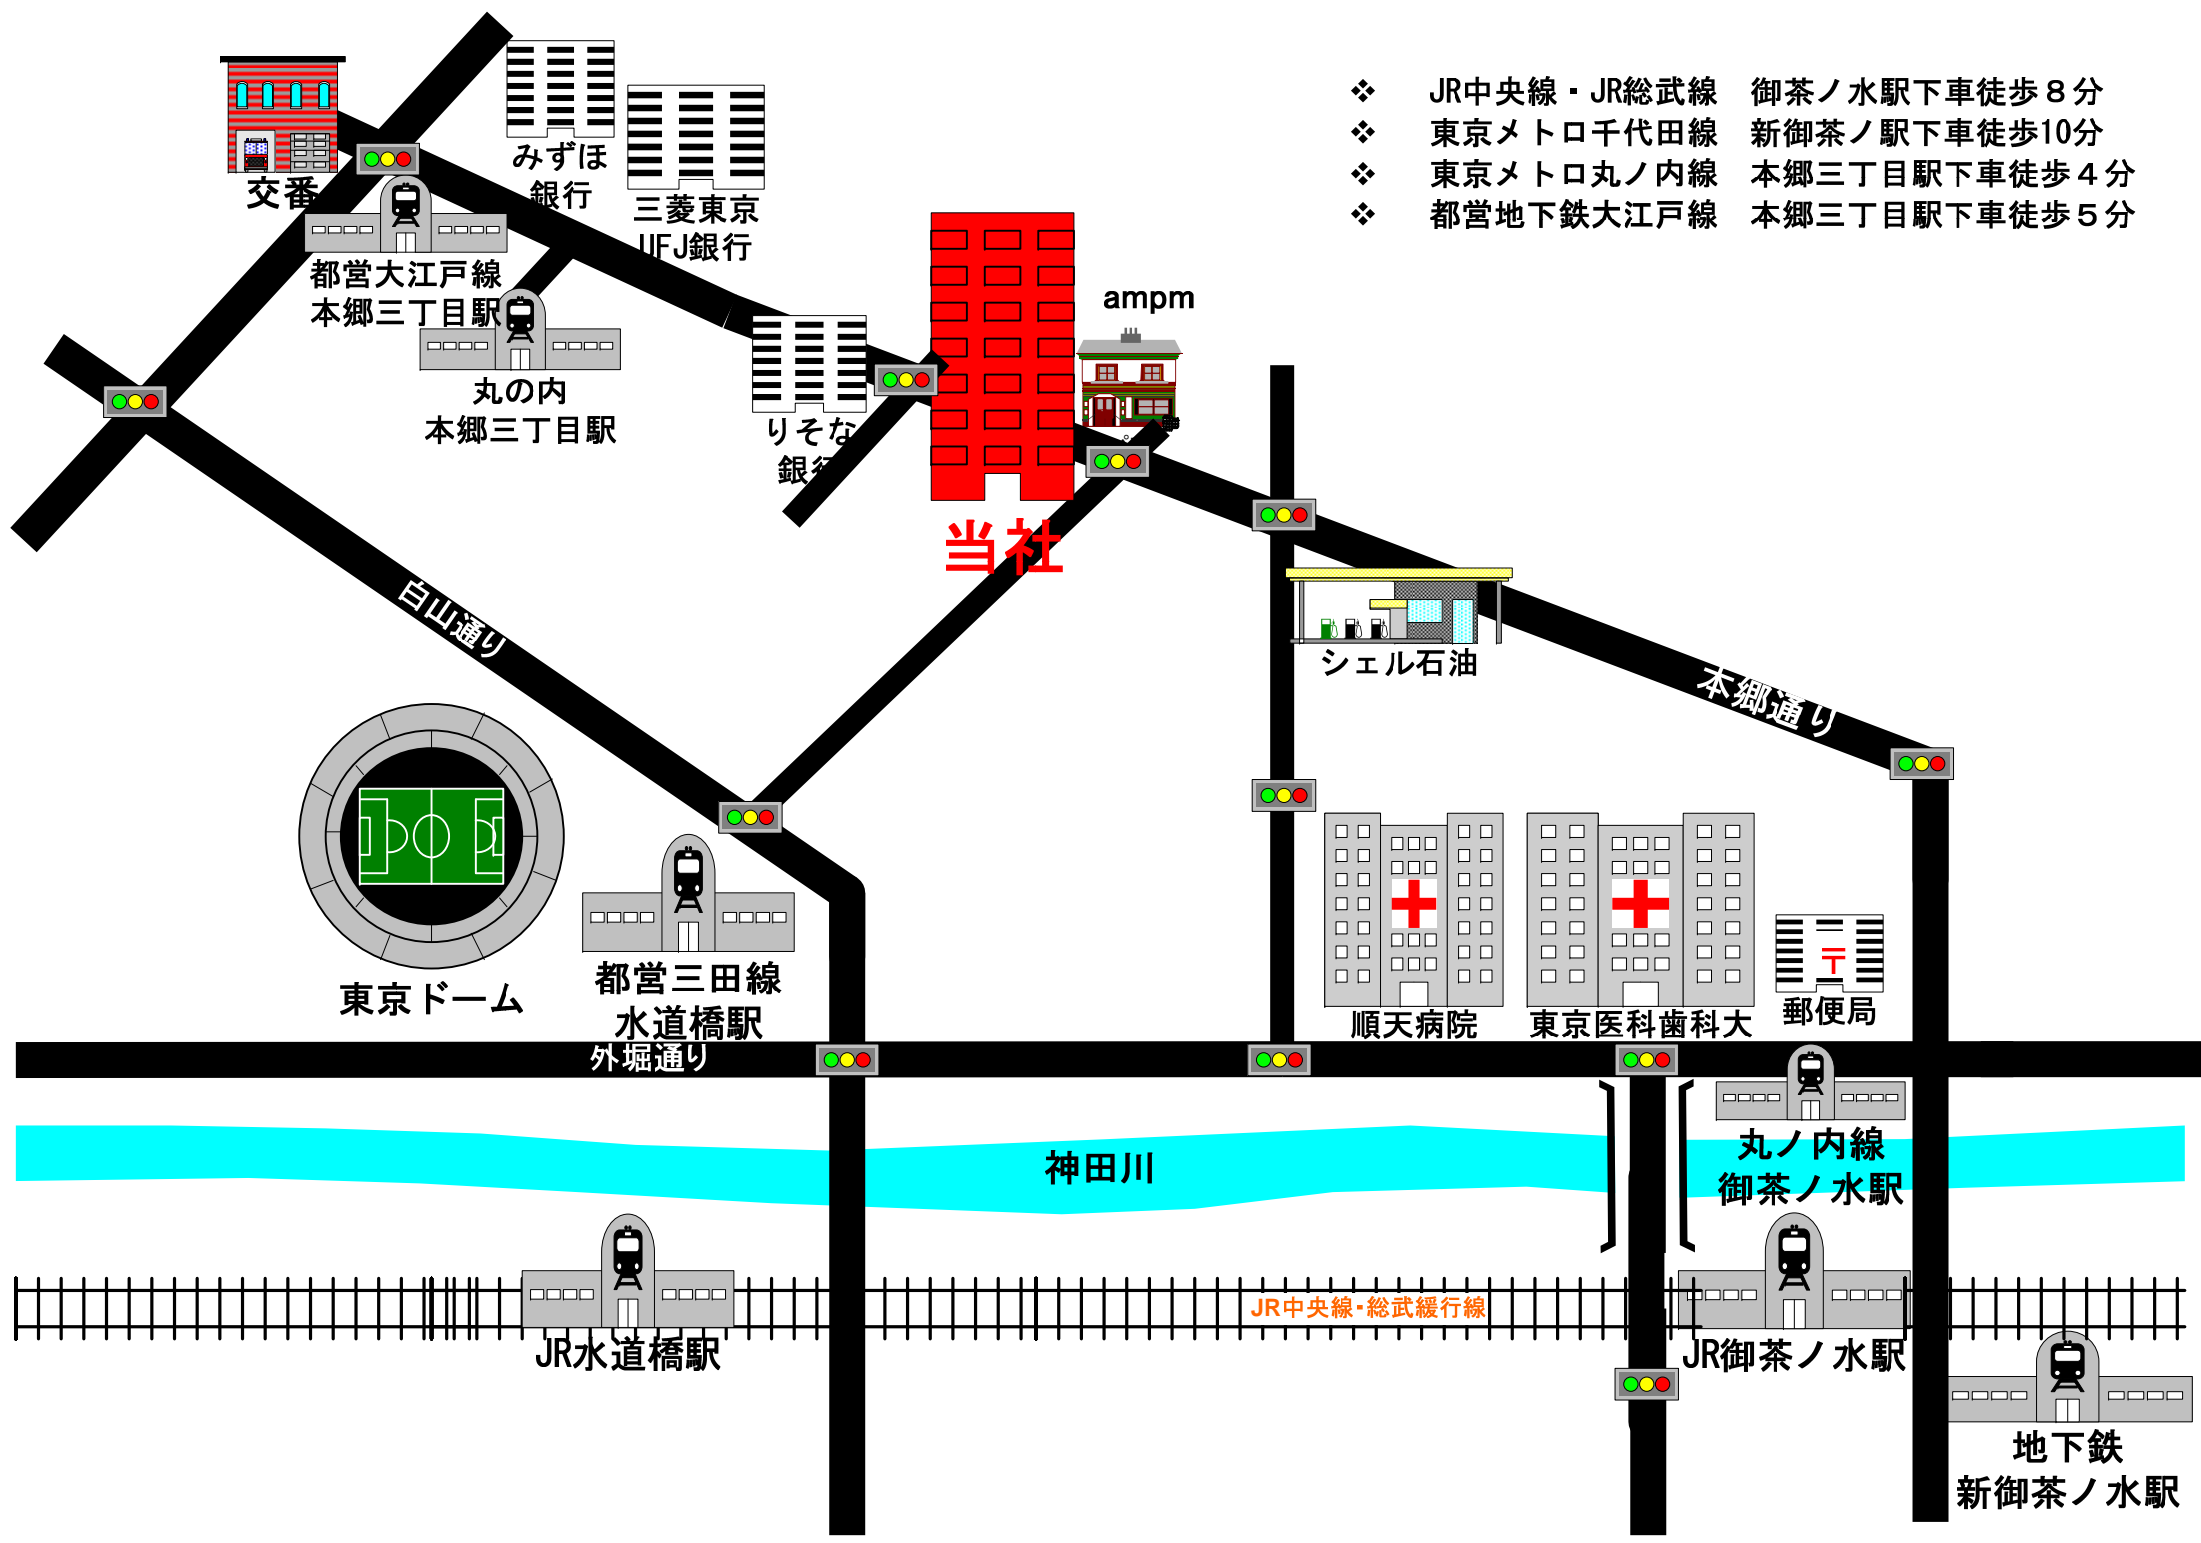 ❖ JR中央線・JR総武線 御茶ノ水駅下車徒歩８分
❖ 東京メトロ千代田線 新御茶ノ駅下車徒歩10分
❖ 東京メトロ丸ノ内線 本郷三丁目駅下車徒歩４分
❖ 都営地下鉄大江戸線 本郷三丁目駅下車徒歩５分
交番
みずほ
銀行
三菱東京
UFJ銀行
都営大江戸線
本郷三丁目駅
丸の内
本郷三丁目駅
ampm
りそな
銀行
当社
白山通り
シェル石油
本郷通り
東京ドーム
都営三田線
水道橋駅
順天病院
東京医科歯科大
〒
郵便局
外堀通り
丸ノ内線
御茶ノ水駅
神田川
JR中央線・総武緩行線
JR水道橋駅
JR御茶ノ水駅
地下鉄
新御茶ノ水駅